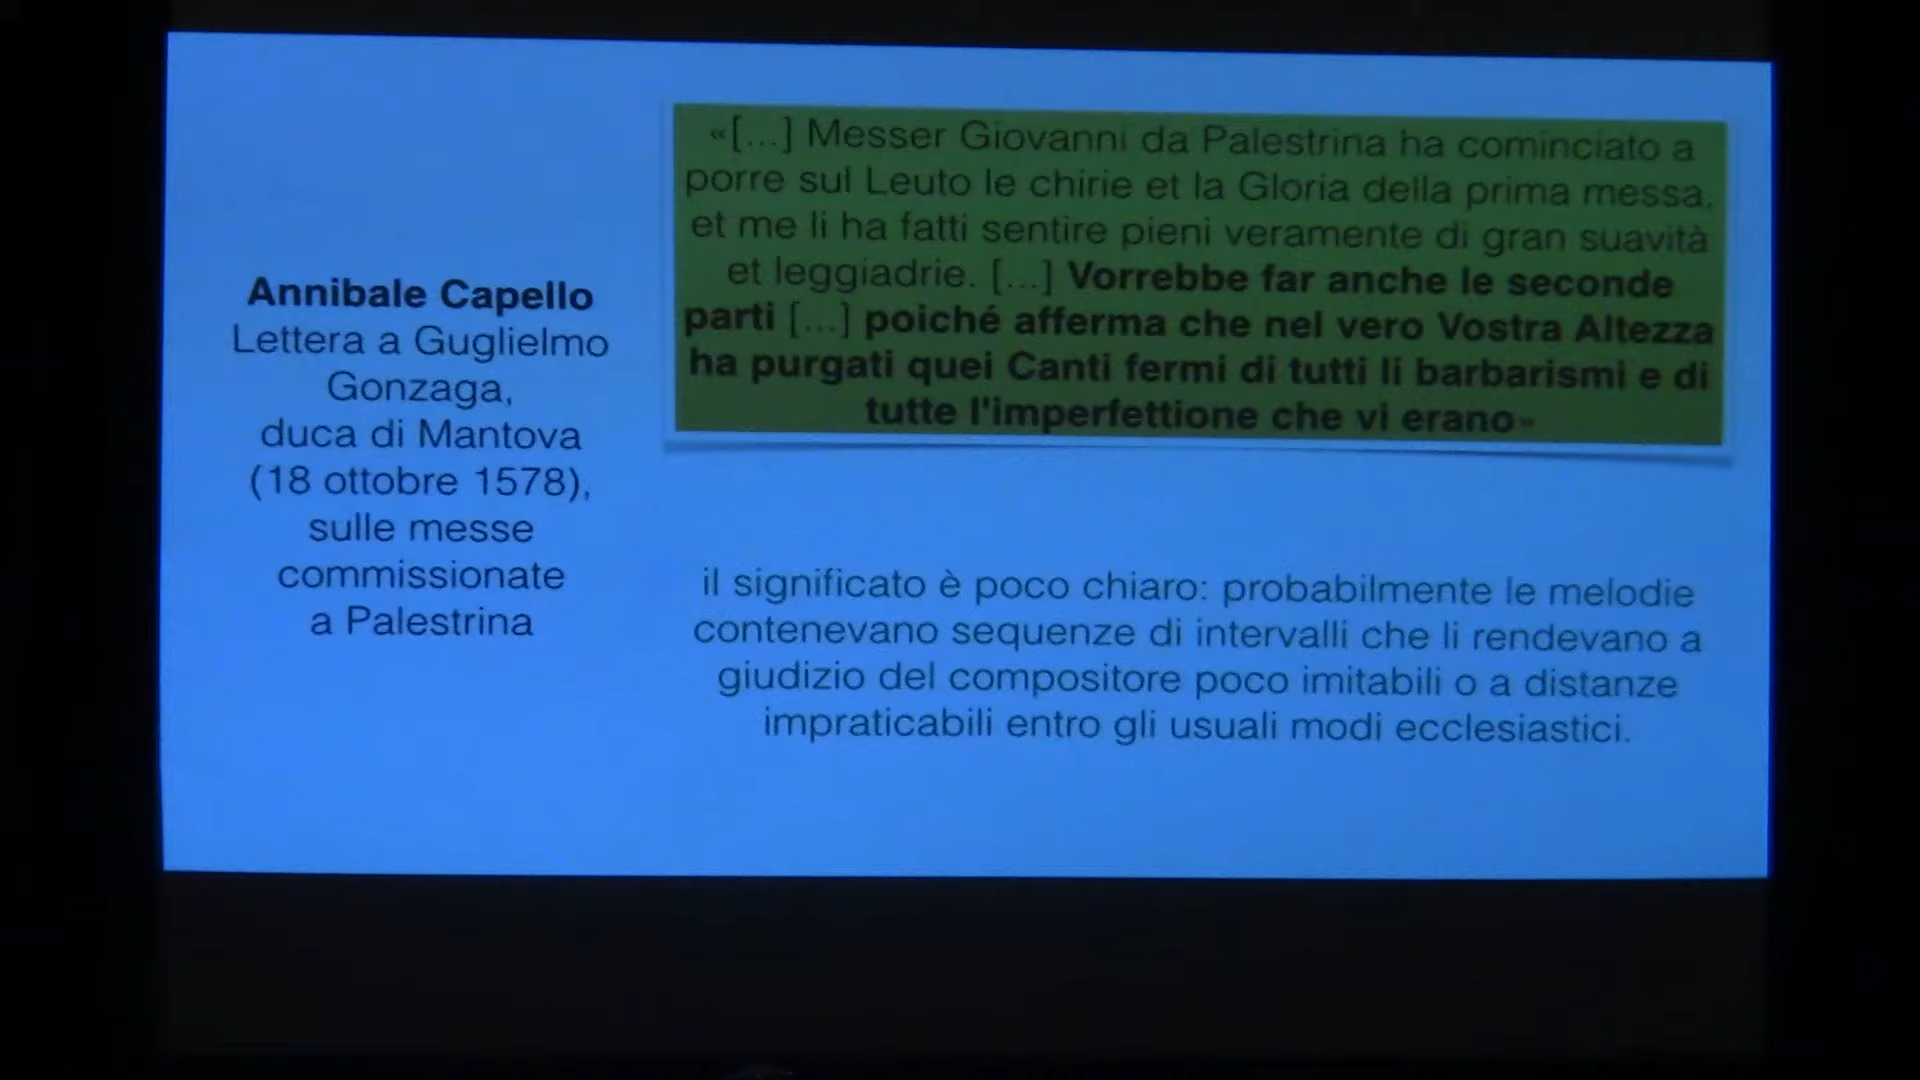 Annibale Capello
Lettera a Guglielmo
Gonzaga,
duca di Mantova
(18 ottobre 1578),
sulle messe
commissionate
a Palestrina
«[...] Messer Giovanni da Palestrina ha cominciato a
porre sul Leuto le chirie et la Gloria della prima messa,
et me li ha fatti sentire pieni veramente di gran suavità
et leggiadrie. [...] Vorrebbe far anche le seconde
parti [...] poiché afferma che nel vero Vostra Altezza
ha purgati quei Canti fermi di tutti li barbarismi e di
tutte l'imperfettione che vi erano»
il significato è poco chiaro: probabilmente le melodie
contenevano sequenze di intervalli che li rendevano a
giudizio del compositore poco imitabili o a distanze
impraticabili entro gli usuali modi ecclesiastici.